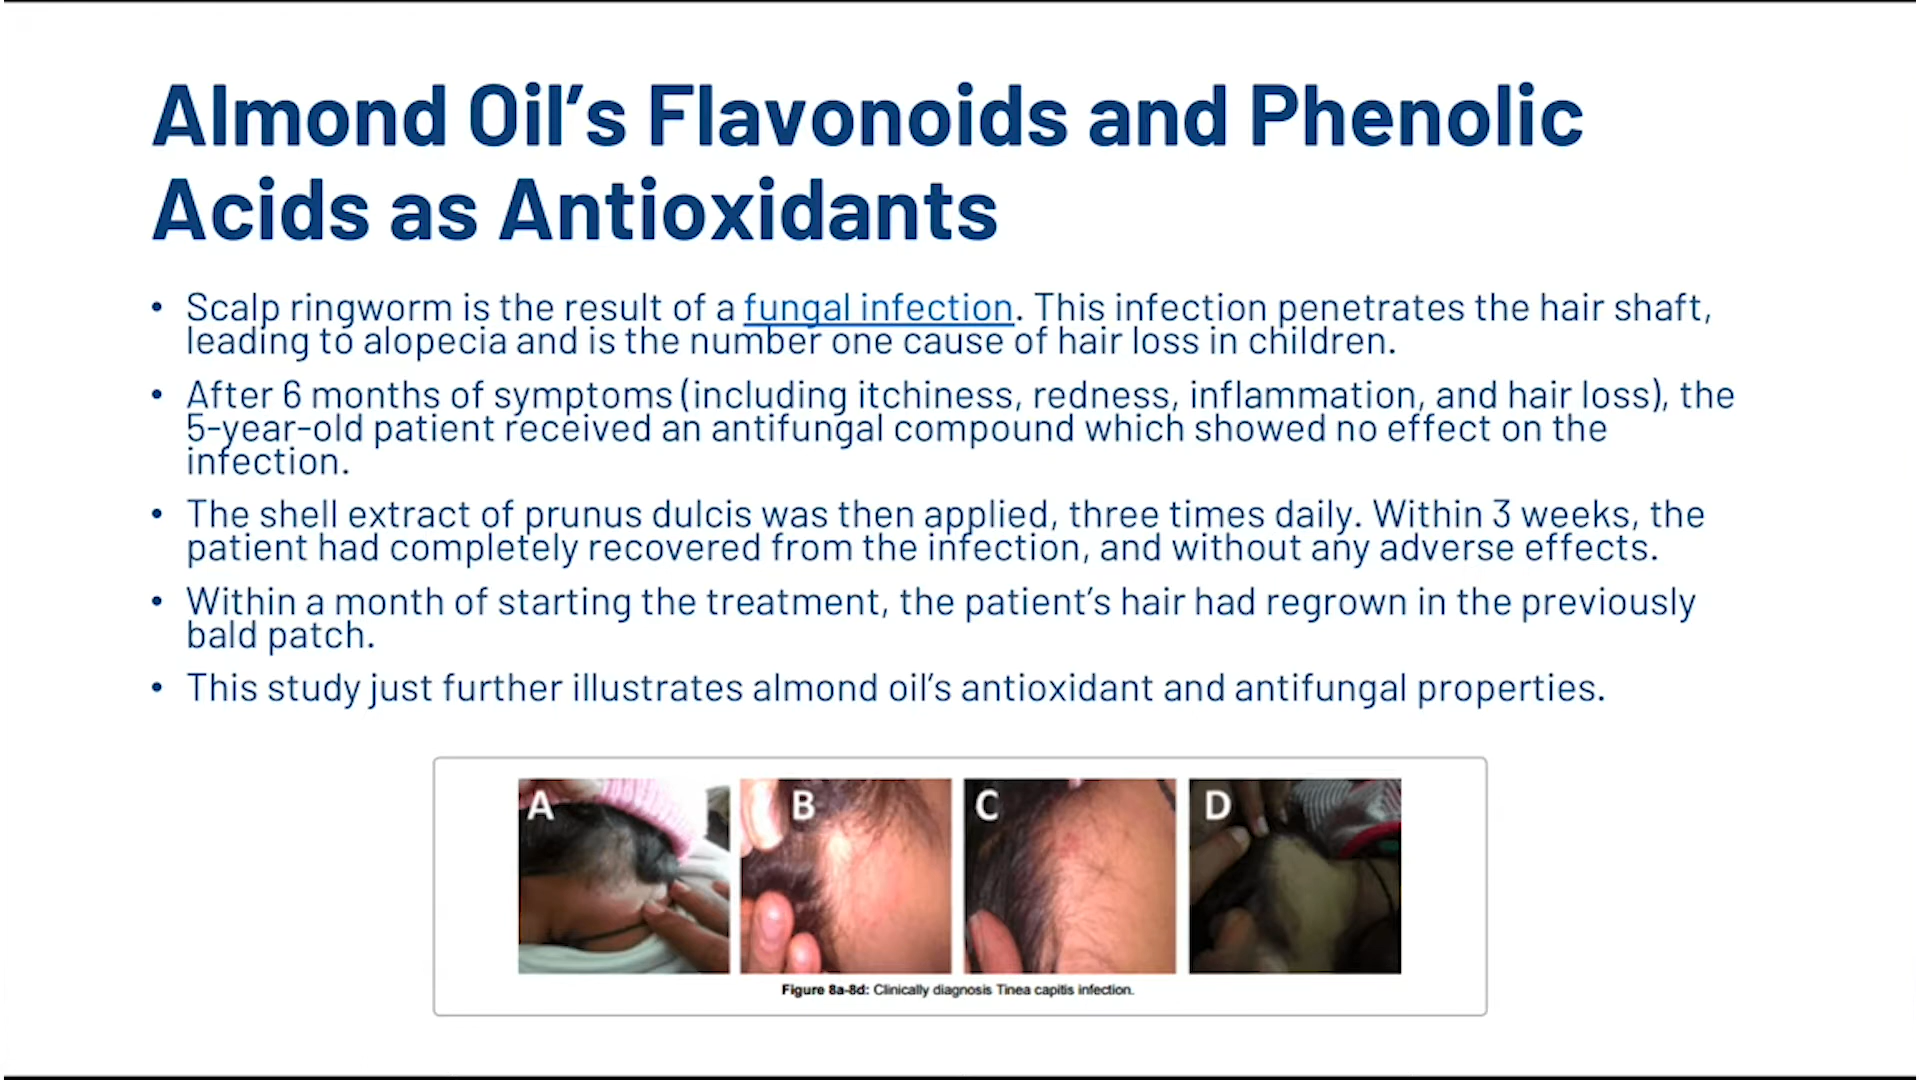 Almond Oil’s Flavonoids and Phenolic
Acids as Antioxidants
• Scalp ringworm is the result of a fungal infection. This infection penetrates the hair shaft,
leading to alopecia and is the number one cause of hair loss in children.
• After 6 months of symptoms (including itchiness, redness, inflammation, and hair loss), the
5-year-old patient received an antifungal compound which showed no effect on the
infection.
• The shell extract of prunus dulcis was then applied, three times daily. Within 3 weeks, the
patient had completely recovered from the infection, and without any adverse effects.
• Within a month of starting the treatment, the patient’s hair had regrown in the previously
bald patch.
• This study just further illustrates almond oil’s antioxidant and antifungal properties.
A B C D
Figure 8a-8d: Clinically diagnosis Tinea capitis infection.